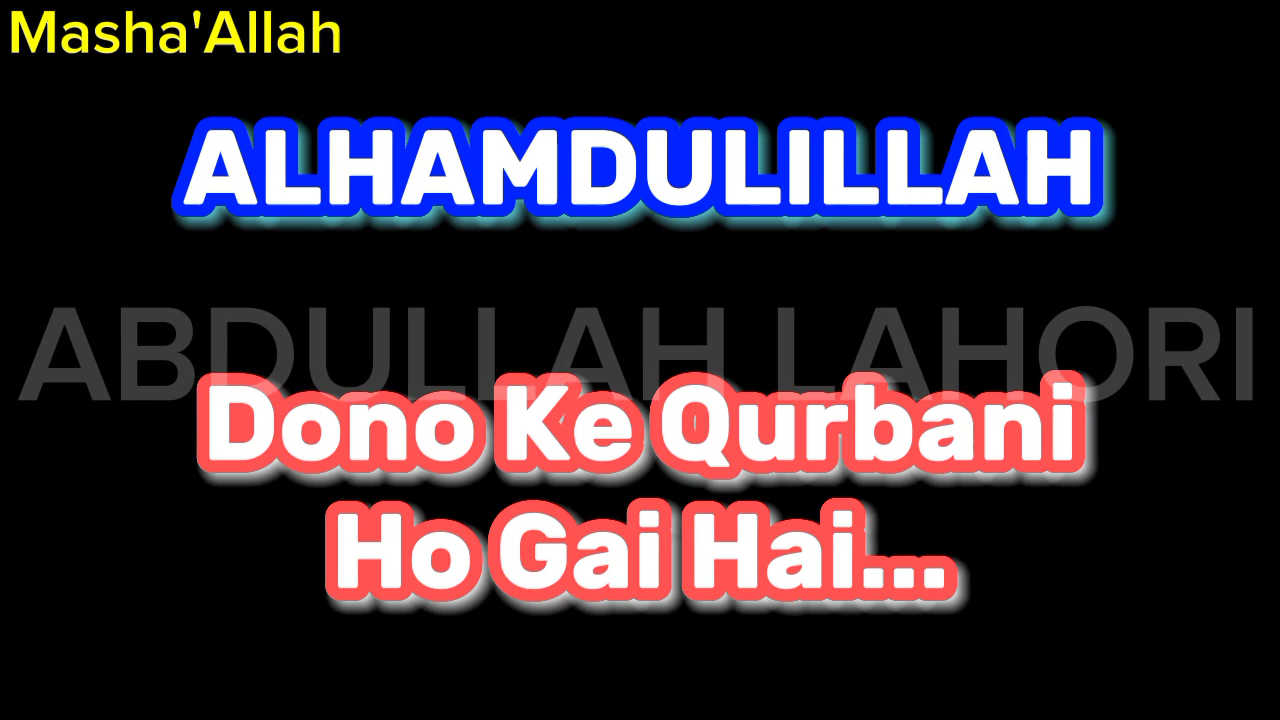 Masha'Allah
ALHAMDULILLAH
ABDULLAH LAHORI
Dono Ke Qurbani
Ho Gai Hai...